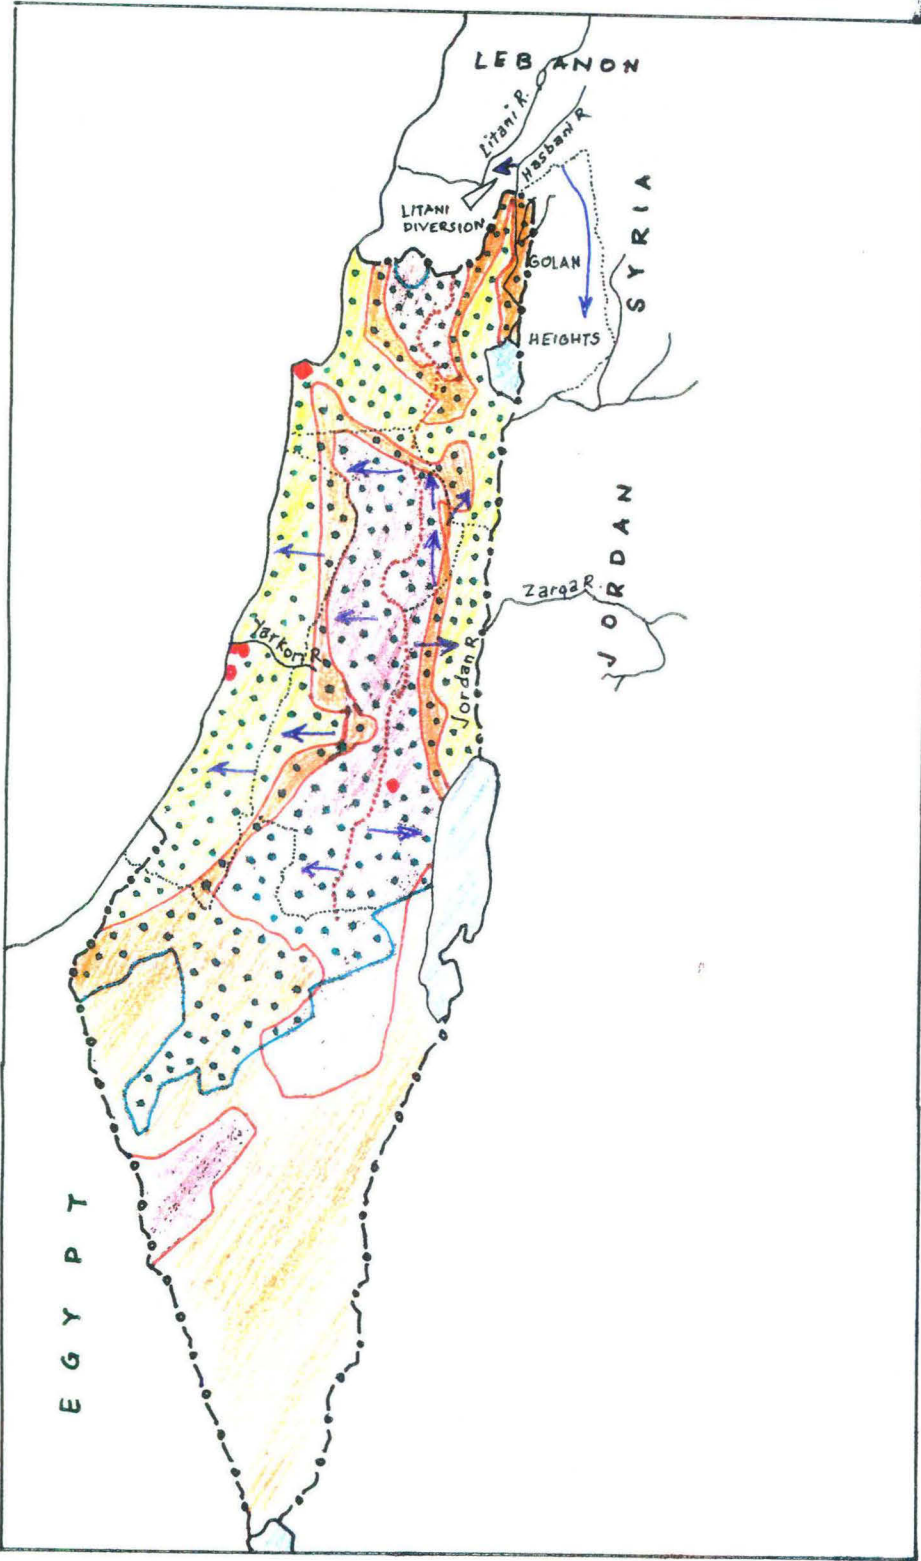 LEBANON
Litani R.
Hasbani R
LITANI
DIVERSION
SYRIA
GOLAN
HEIGHTS
JORDAN
Zarqa R.
Yarkon R.
Jordan R.
EGYPT